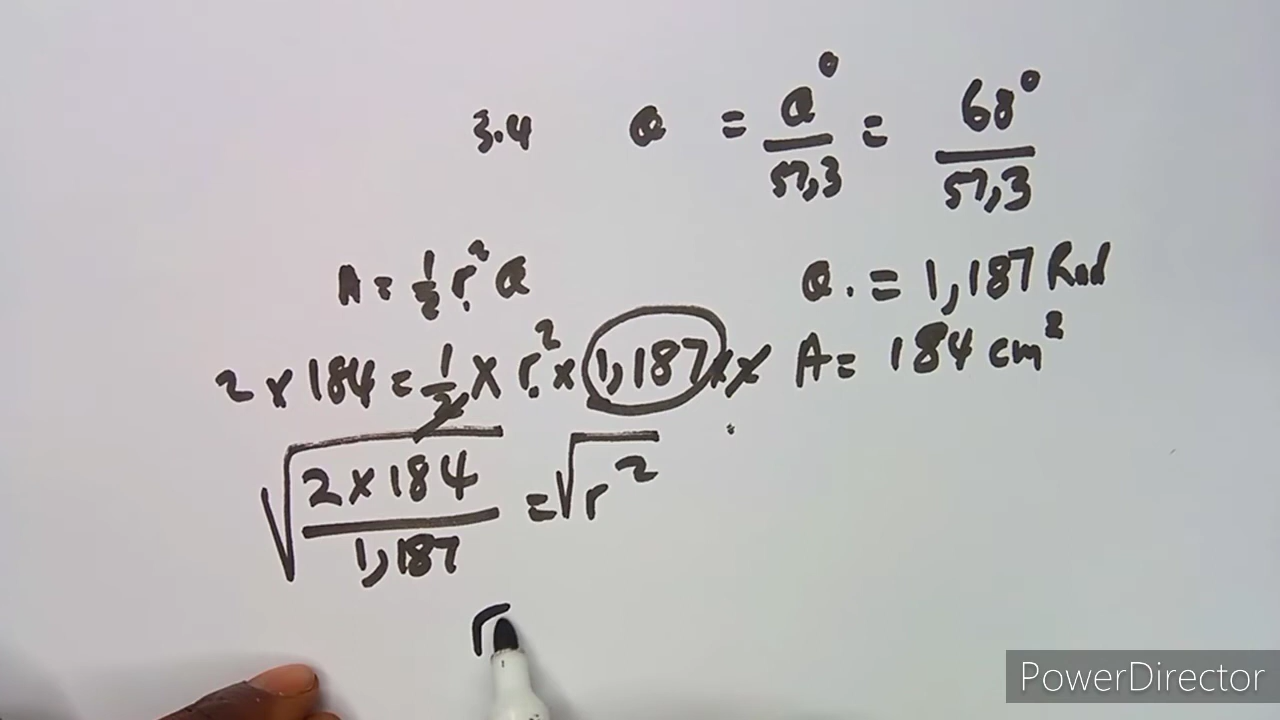 3.4 θ = θ° / 57,3 = 68° / 57,3
A = 1/2 r² θ
θ. = 1,187 Rad
2 x 184 = 1/2 x r² x 1,187 x x
A = 184 cm²
√(2 x 184 / 1,187) = √r²
r
PowerDirector